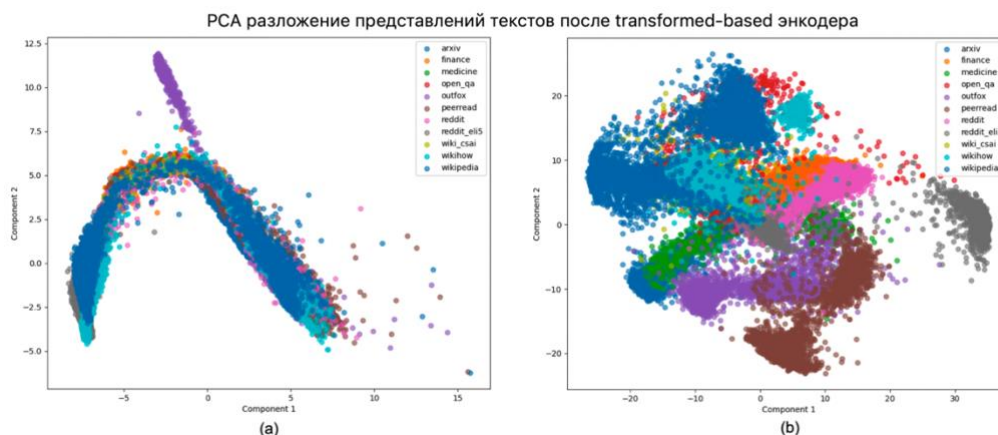 PCA разложение представлений текстов после transformed-based энкодера
12.5
10.0
7.5
5.0
2.5
0.0
−2.5
−5.0
Component 2
−5
0
5
10
15
Component 1
arxiv
finance
medicine
open_qa
outfox
peerread
reddit
reddit_eli5
wiki_csai
wikihow
wikipedia
(a)
20
10
0
−10
−20
Component 2
−20
−10
0
10
20
30
Component 1
arxiv
finance
medicine
open_qa
outfox
peerread
reddit
reddit_eli
wiki_csai
wikihow
wikipedia
(b)